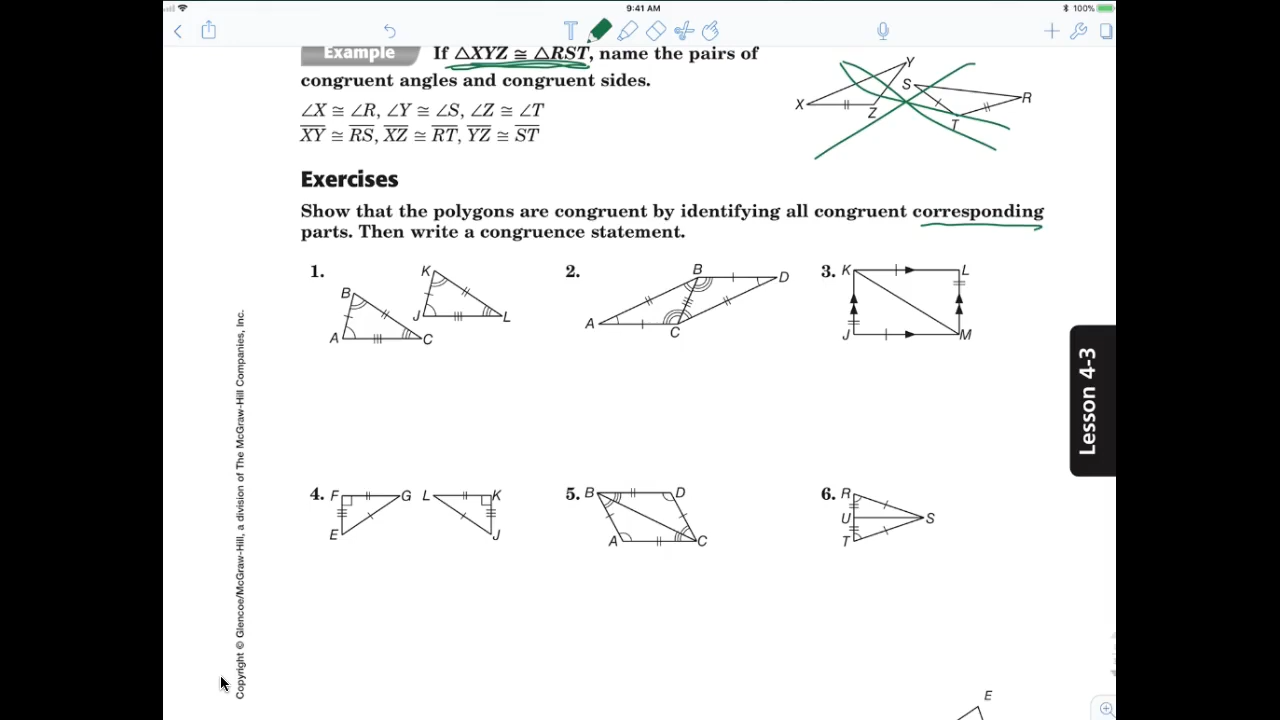 9:41 AM
100%
T
Example If △XYZ ≅ △RST, name the pairs of
congruent angles and congruent sides.
∠X ≅ ∠R, ∠Y ≅ ∠S, ∠Z ≅ ∠T
XY ≅ RS, XZ ≅ RT, YZ ≅ ST
Y
S
X
Z
R
T
Exercises
Show that the polygons are congruent by identifying all congruent corresponding
parts. Then write a congruence statement.
1.
B
K
A
C
J
L
2.
B
D
A
C
3. K
L
J
M
4. F
G
L
K
E
J
5. B
D
A
C
6. R
U
S
T
E
Lesson 4-3
Copyright © Glencoe/McGraw-Hill, a division of The McGraw-Hill Companies, Inc.